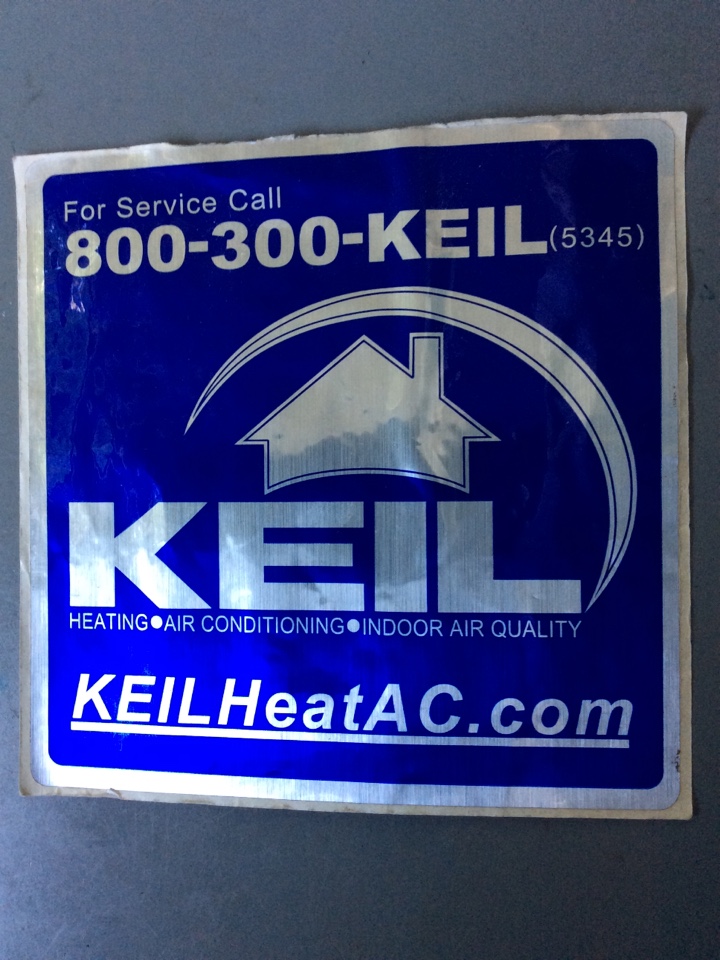 For Service Call
800-300-KEIL(5345)
KEIL
HEATING●AIR CONDITIONING●INDOOR AIR QUALITY
KEILHeatAC.com